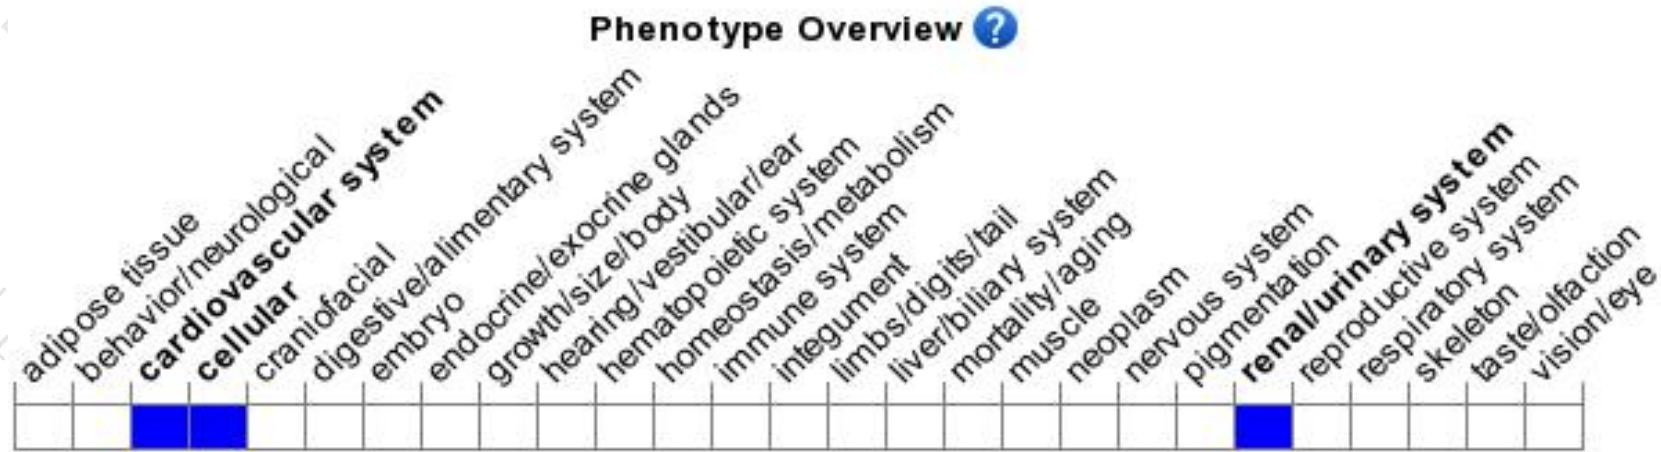 Phenotype Overview ?
adipose tissue
behavior/neurological
cardiovascular system
cellular
craniofacial
digestive/alimentary system
embryo
endocrine/exocrine glands
growth/size/body
hearing/vestibular/ear
hematopoietic system
homeostasis/metabolism
immune system
integument
limbs/digits/tail
liver/biliary system
mortality/aging
muscle
neoplasm
nervous system
pigmentation
renal/urinary system
reproductive system
respiratory system
skeleton
taste/olfaction
vision/eye